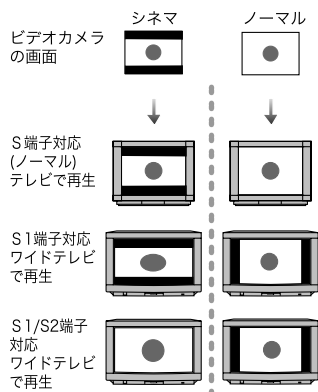 シネマ
ノーマル
ビデオカメラ
の画面
S端子対応
(ノーマル)
テレビで再生
S1端子対応
ワイドテレビ
で再生
S1/S2端子
対応
ワイドテレビ
で再生